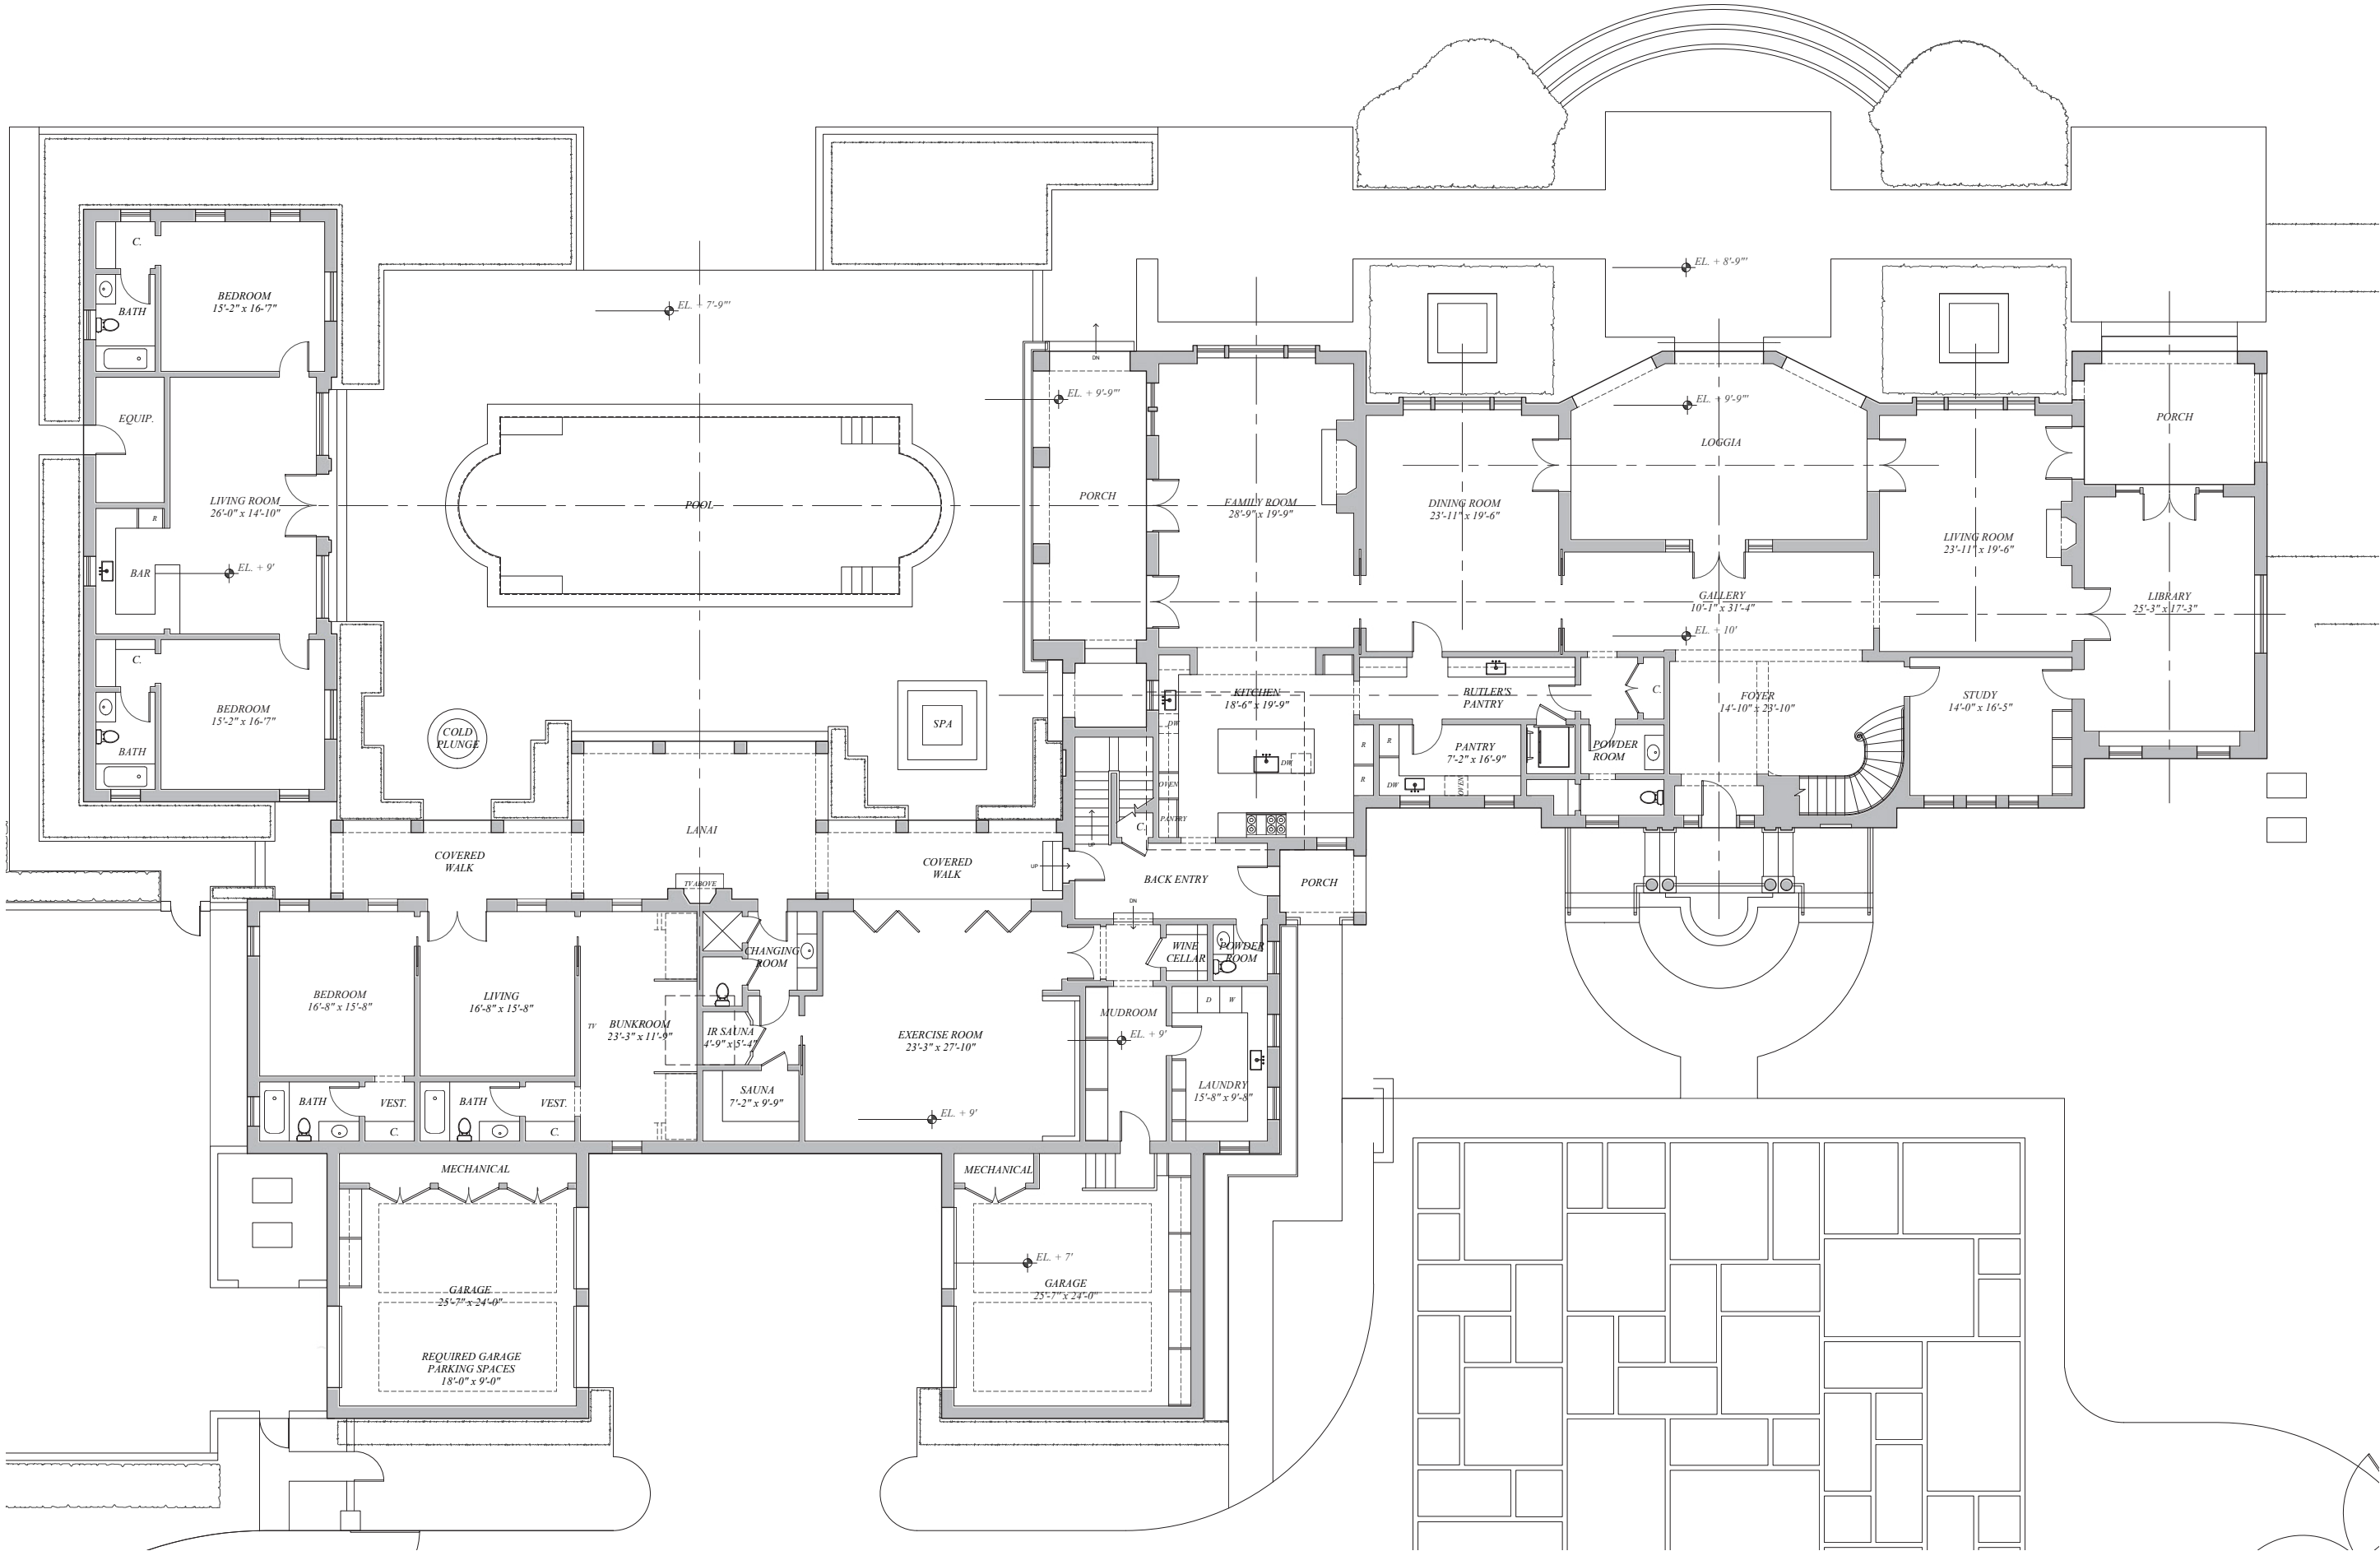 EL. + 8'-9"'
C.
BEDROOM
15'-2" x 16-'7"
BATH
EL. + 7'-9"'
DN
EL. + 9'-9"'
EL. + 9'-9"'
EQUIP.
PORCH
LOGGIA
LIVING ROOM
26'-0" x 14'-10"
R
POOL
PORCH
FAMILY ROOM
28'-9" x 19'-9"
DINING ROOM
23'-11" x 19'-6"
LIVING ROOM
23'-11" x 19'-6"
BAR
EL. + 9'
GALLERY
10'-1" x 31'-4"
LIBRARY
25'-3" x 17'-3"
EL. + 10'
C.
BEDROOM
15'-2" x 16-'7"
BATH
COLD
PLUNGE
SPA
KITCHEN
18'-6" x 19'-9"
DW
DW
OVEN
PANTRY
BUTLER'S
PANTRY
C.
FOYER
14'-10" x 23'-10"
STUDY
14'-0" x 16'-5"
R
R
R
PANTRY
7'-2" x 16'-9"
DW
OVEN
POWDER
ROOM
C.
UP
LANAI
COVERED
WALK
COVERED
WALK
UP
TV ABOVE
BACK ENTRY
PORCH
DN
CHANGING
ROOM
WINE
CELLAR
POWDER
ROOM
BEDROOM
16'-8" x 15'-8"
LIVING
16'-8" x 15'-8"
TV
BUNKROOM
23'-3" x 11'-9"
IR SAUNA
4'-9" x 5'-4"
EXERCISE ROOM
23'-3" x 27'-10"
MUDROOM
D
W
EL. + 9'
SAUNA
7'-2" x 9'-9"
EL. + 9'
LAUNDRY
15'-8" x 9'-8"
BATH
VEST.
C.
BATH
VEST.
C.
MECHANICAL
MECHANICAL
EL. + 7'
GARAGE
25'-7" x 24'-0"
GARAGE
25'-7" x 24'-0"
REQUIRED GARAGE
PARKING SPACES
18'-0" x 9'-0"